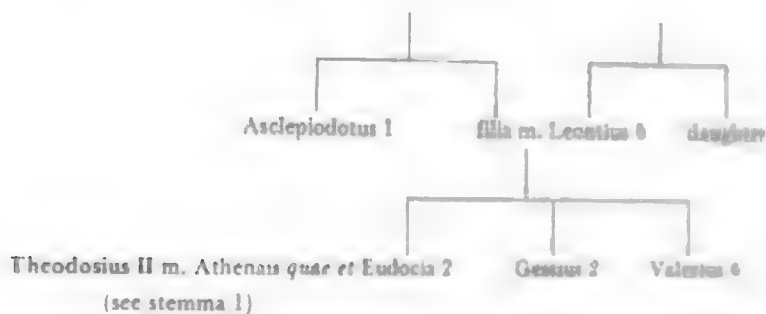 Asclepiodotus 1 filia m. Leontius 6 daughter
Theodosius II m. Athenais quae et Eudocia 2 Gessius 2 Valerius 6
(see stemma 1)